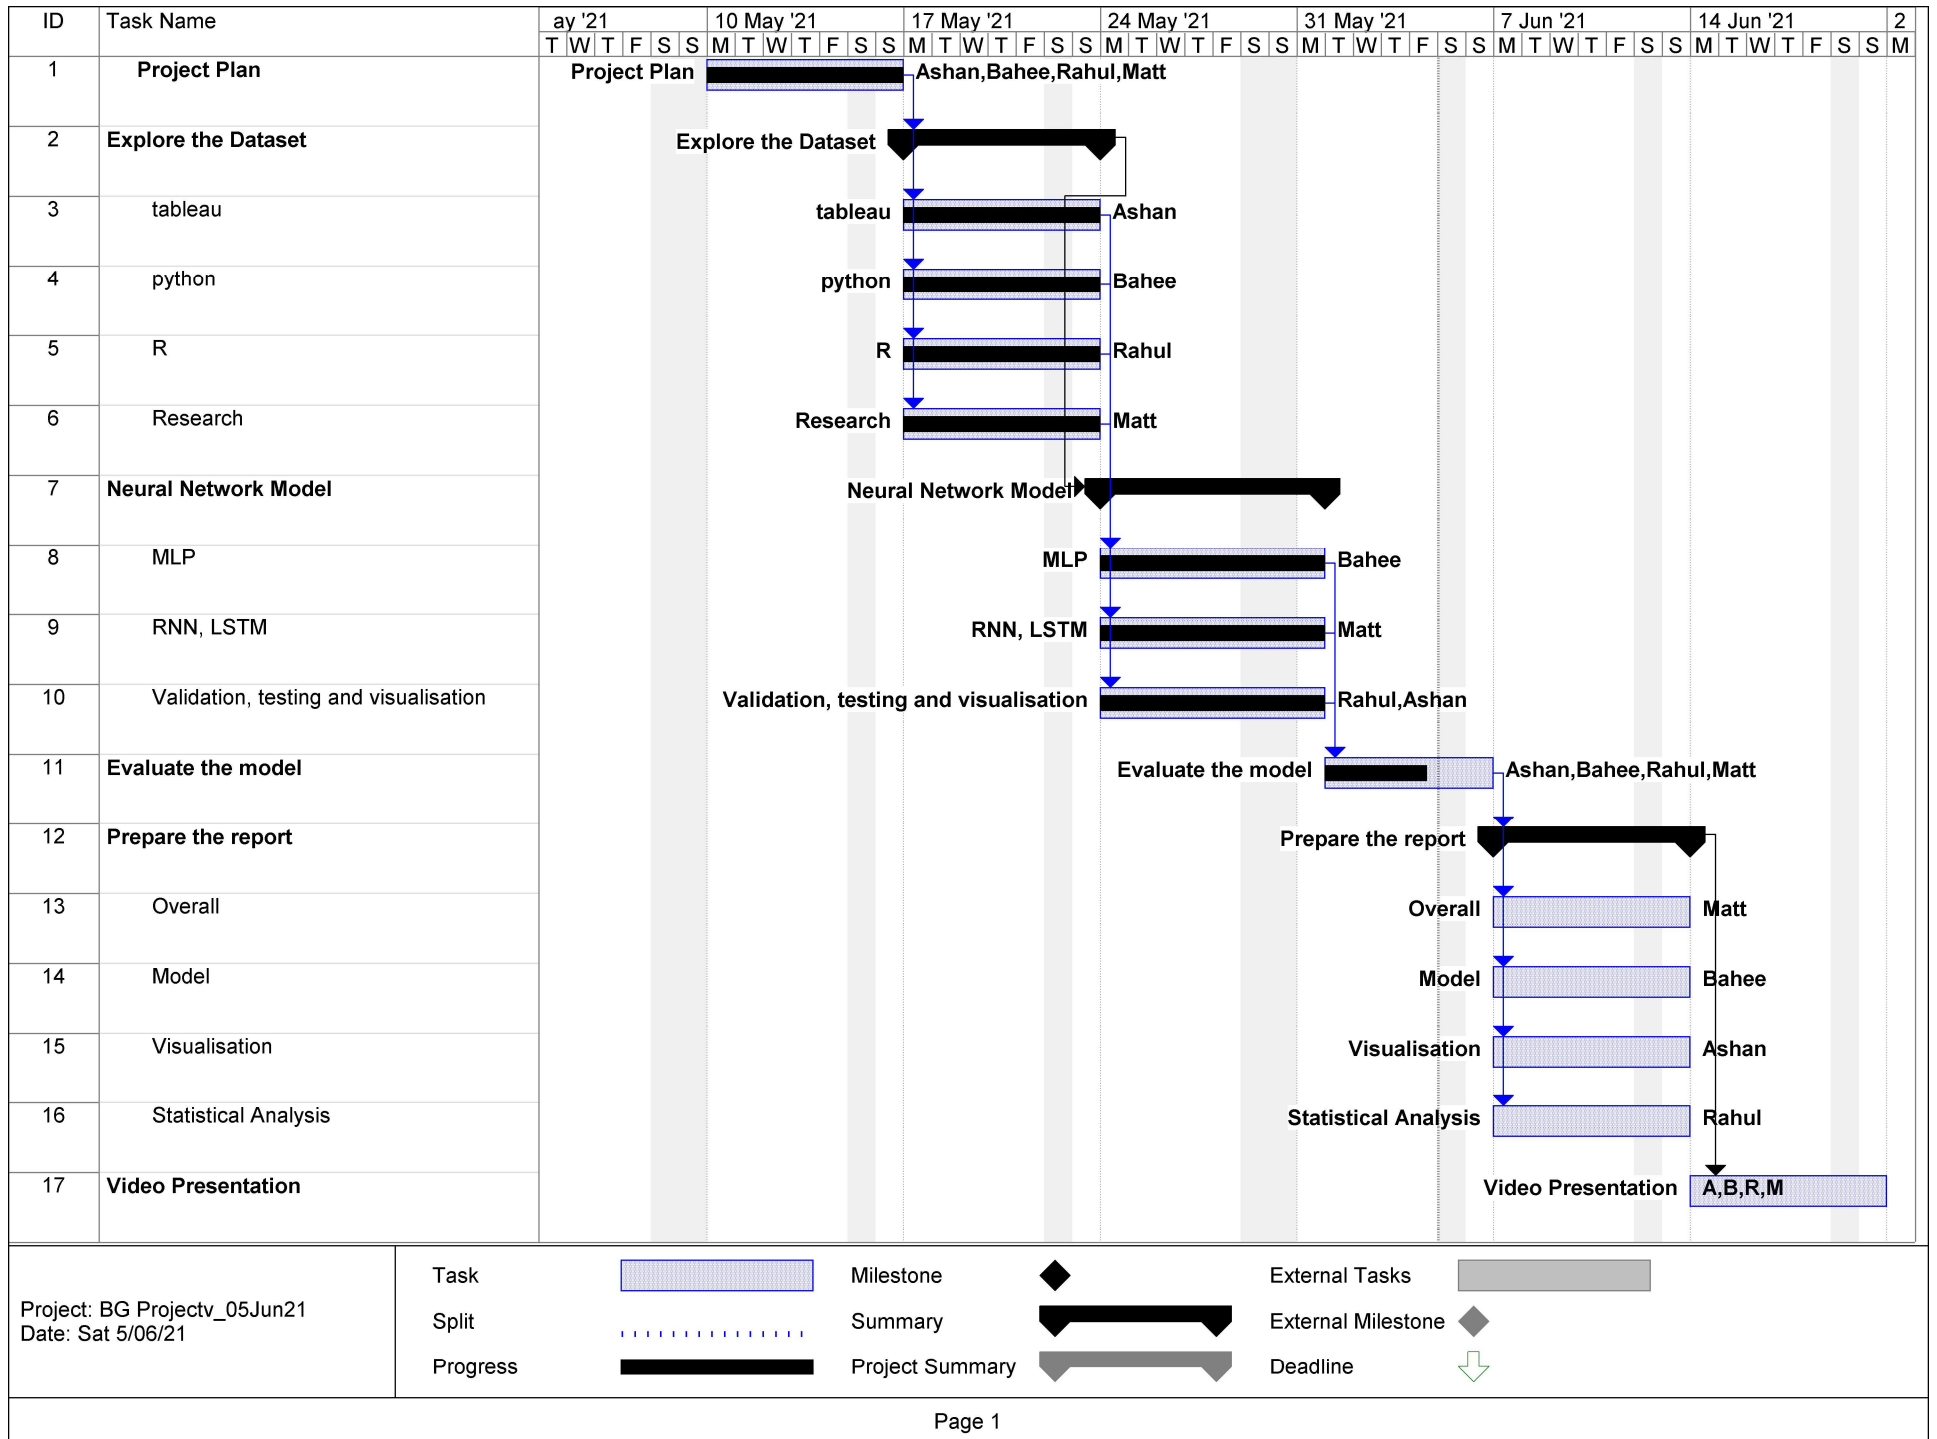 ID Task Name ay '21 10 May '21 17 May '21 24 May '21 31 May '21 7 Jun '21 14 Jun '21 2
T W T F S S M T W T F S S M T W T F S S M T W T F S S M T W T F S S M T W T F S S M T W T F S S M
1 Project Plan Project Plan Ashan,Bahee,Rahul,Matt
2 Explore the Dataset Explore the Dataset
3 tableau tableau Ashan
4 python python Bahee
5 R R Rahul
6 Research Research Matt
7 Neural Network Model Neural Network Model
8 MLP MLP Bahee
9 RNN, LSTM RNN, LSTM Matt
10 Validation, testing and visualisation Validation, testing and visualisation Rahul,Ashan
11 Evaluate the model Evaluate the model Ashan,Bahee,Rahul,Matt
12 Prepare the report Prepare the report
13 Overall Overall Matt
14 Model Model Bahee
15 Visualisation Visualisation Ashan
16 Statistical Analysis Statistical Analysis Rahul
17 Video Presentation Video Presentation A,B,R,M
Project: BG Projectv_05Jun21
Date: Sat 5/06/21
Task Milestone External Tasks
Split Summary External Milestone
Progress Project Summary Deadline
Page 1